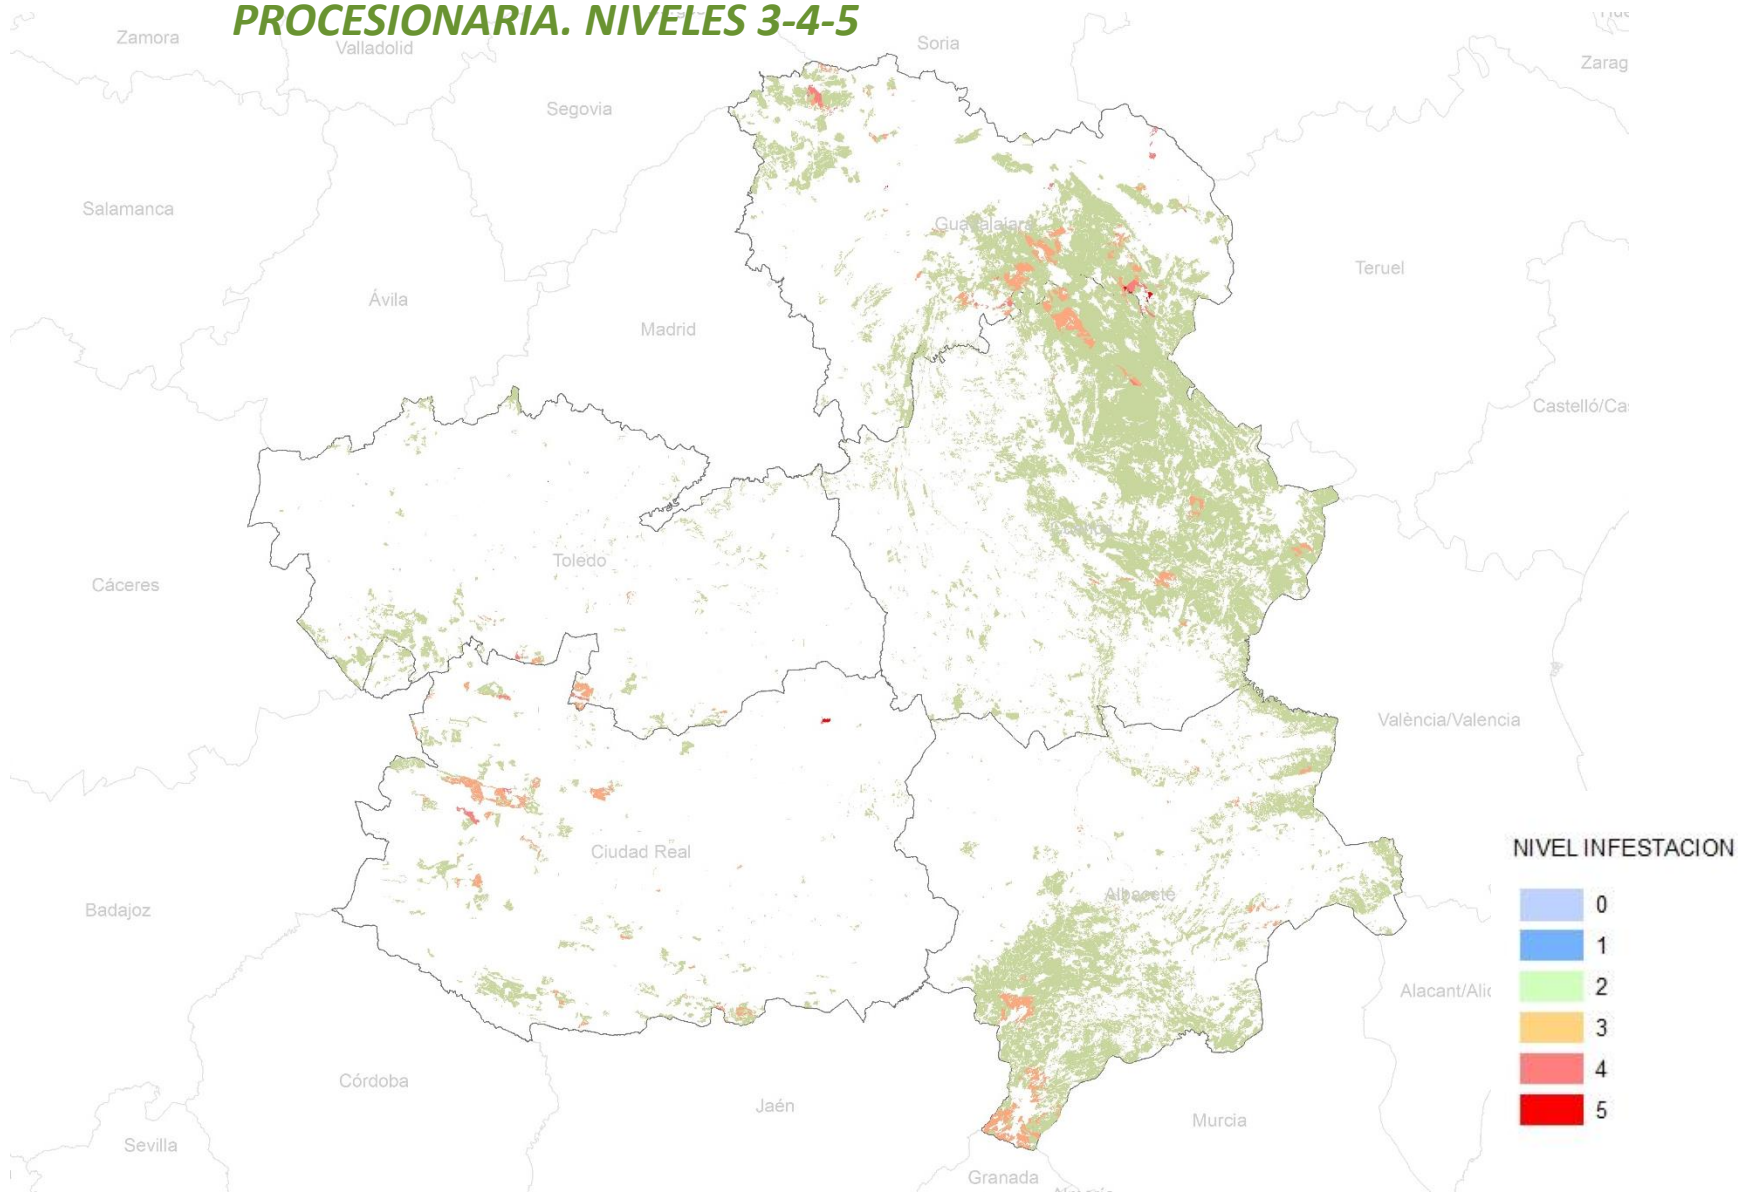 PROCESIONARIA. NIVELES 3-4-5
Zamora
Valladolid
Soria
Zarag
Segovia
Salamanca
Guadalajara
Teruel
Ávila
Madrid
Castelló/Ca
Toledo
Cáceres
València/Valencia
Ciudad Real
Badajoz
Albacete
Alacant/Alic
Córdoba
Jaén
Murcia
Sevilla
Granada
NIVEL INFESTACION
0
1
2
3
4
5